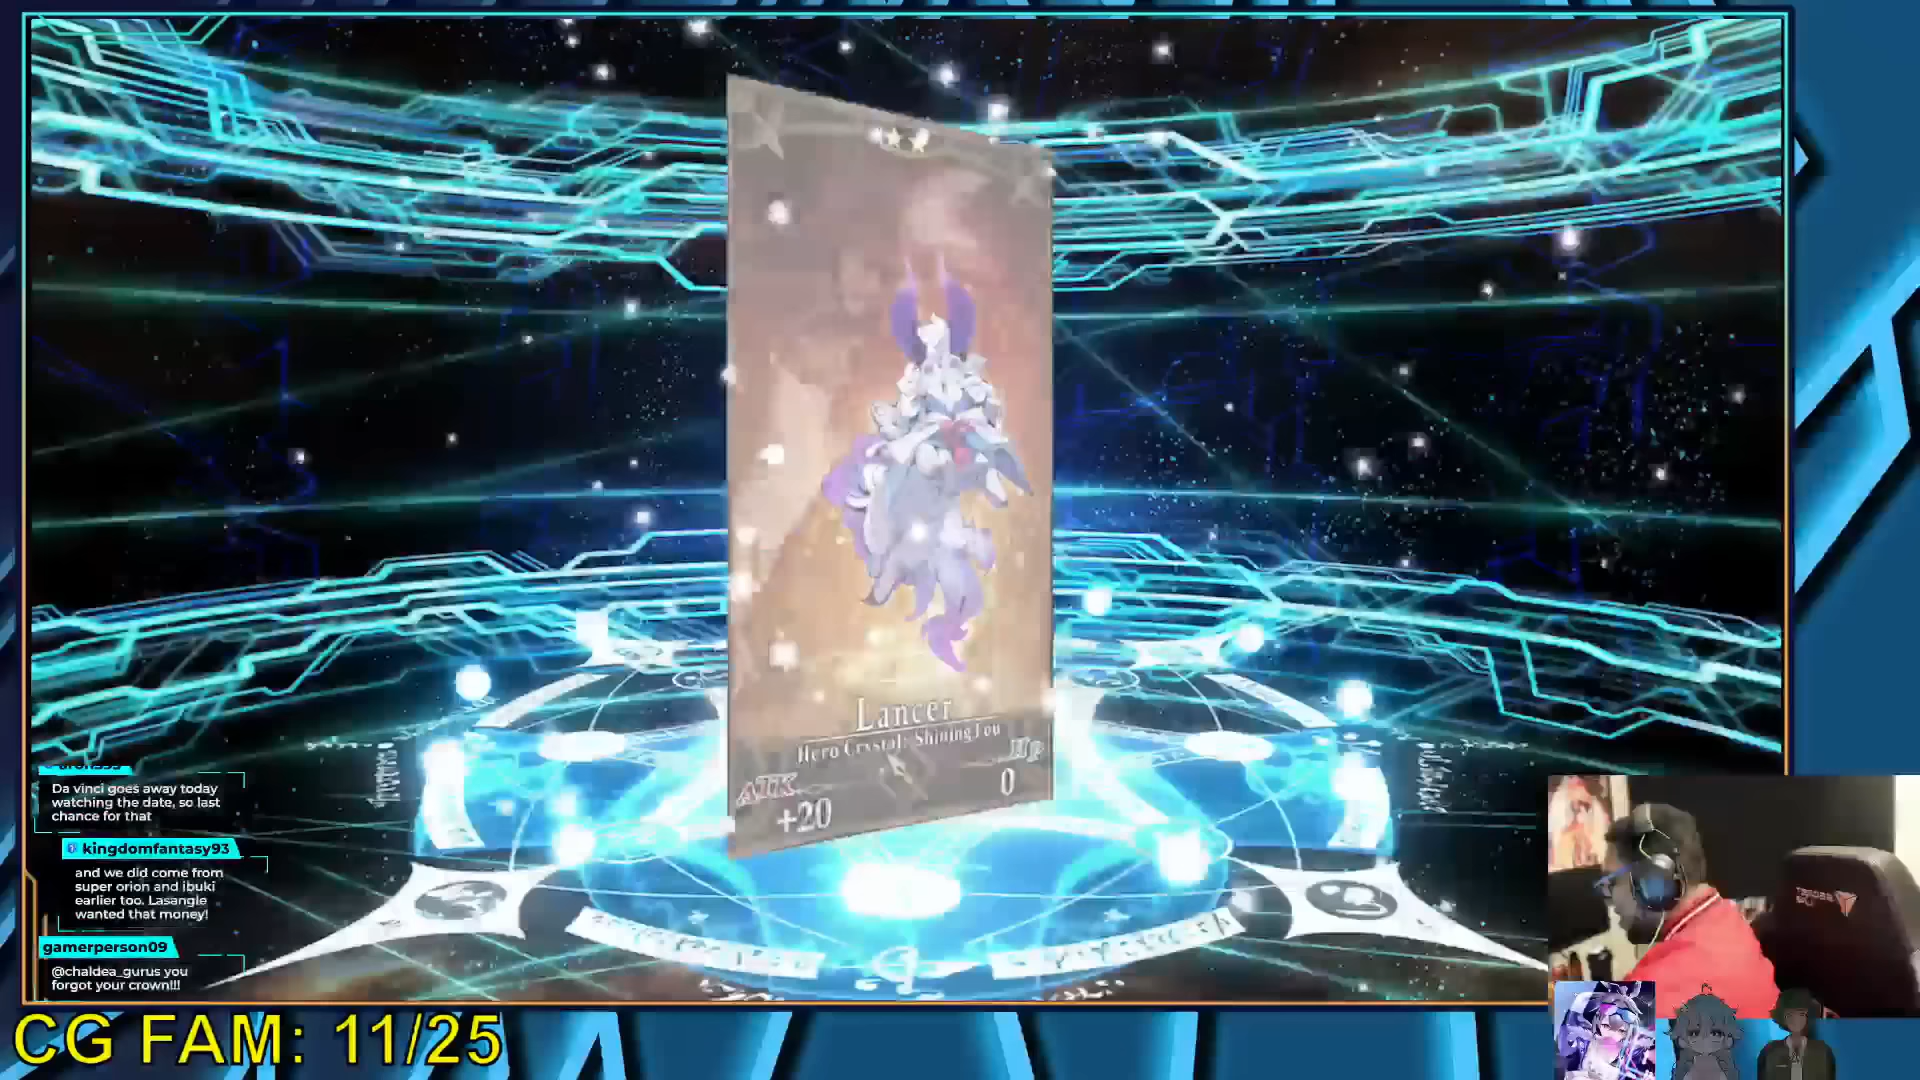 Lancer
Hero Crystal: Shining Fou
ATK
HP
+20
0
Da vinci goes away today
watching the date, so last
chance for that
kingdomfantasy93
and we did come from
super orion and ibuki
earlier too. Lasangle
wanted that money!
gamerperson09
@chaldea_gurus you
forgot your crown!!!
CG FAM: 11/25